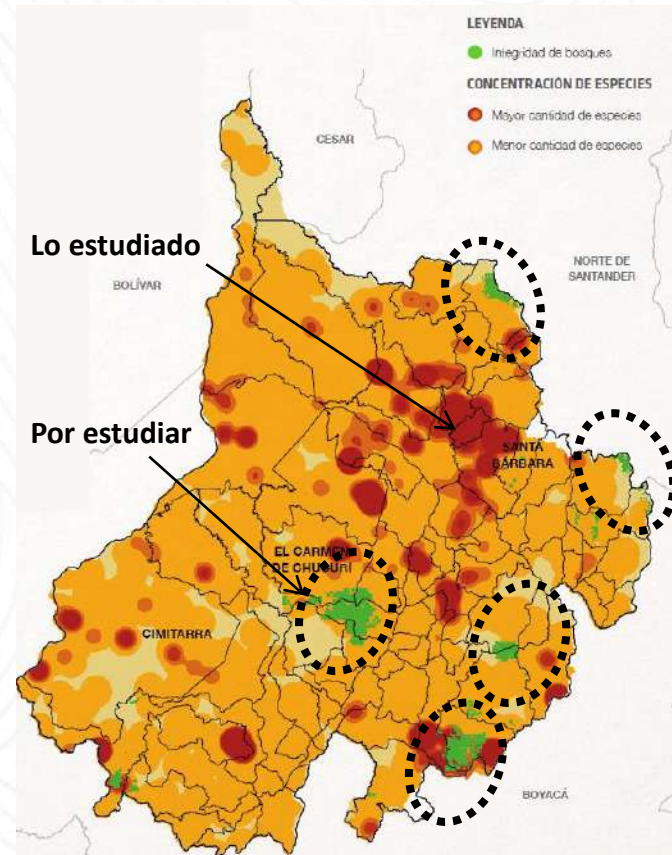 LEYENDA
Integridad de bosques
CONCENTRACIÓN DE ESPECIES
Mayor cantidad de especies
Menor cantidad de especies
CESAR
Lo estudiado
NORTE DE
SANTANDER
BOLÍVAR
Por estudiar
SANTA
BÁRBARA
EL CARMEN
DE CHUCURÍ
CIMITARRA
BOYACÁ